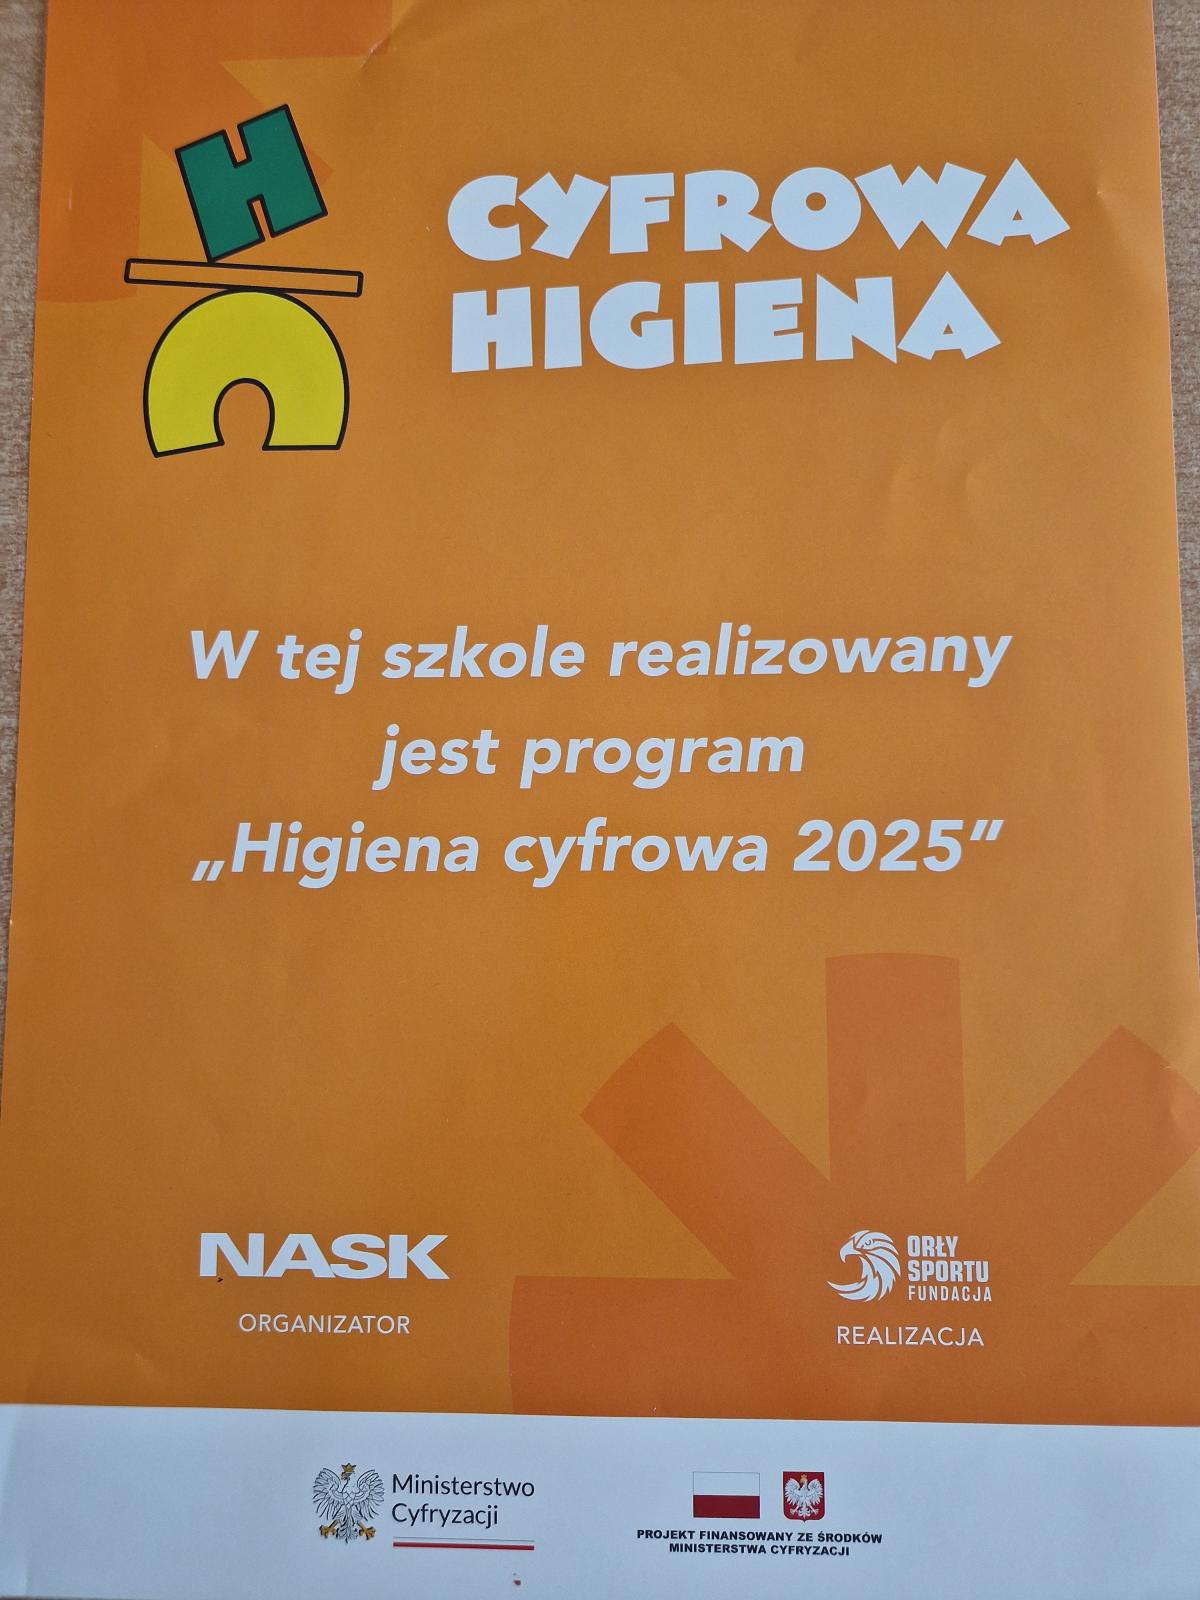 H
C
CYFROWA
HIGIENA
W tej szkole realizowany
jest program
„Higiena cyfrowa 2025”
NASK
ORGANIZATOR
ORŁY
SPORTU
FUNDACJA
REALIZACJA
Ministerstwo
Cyfryzacji
PROJEKT FINANSOWANY ZE ŚRODKÓW
MINISTERSTWA CYFRYZACJI